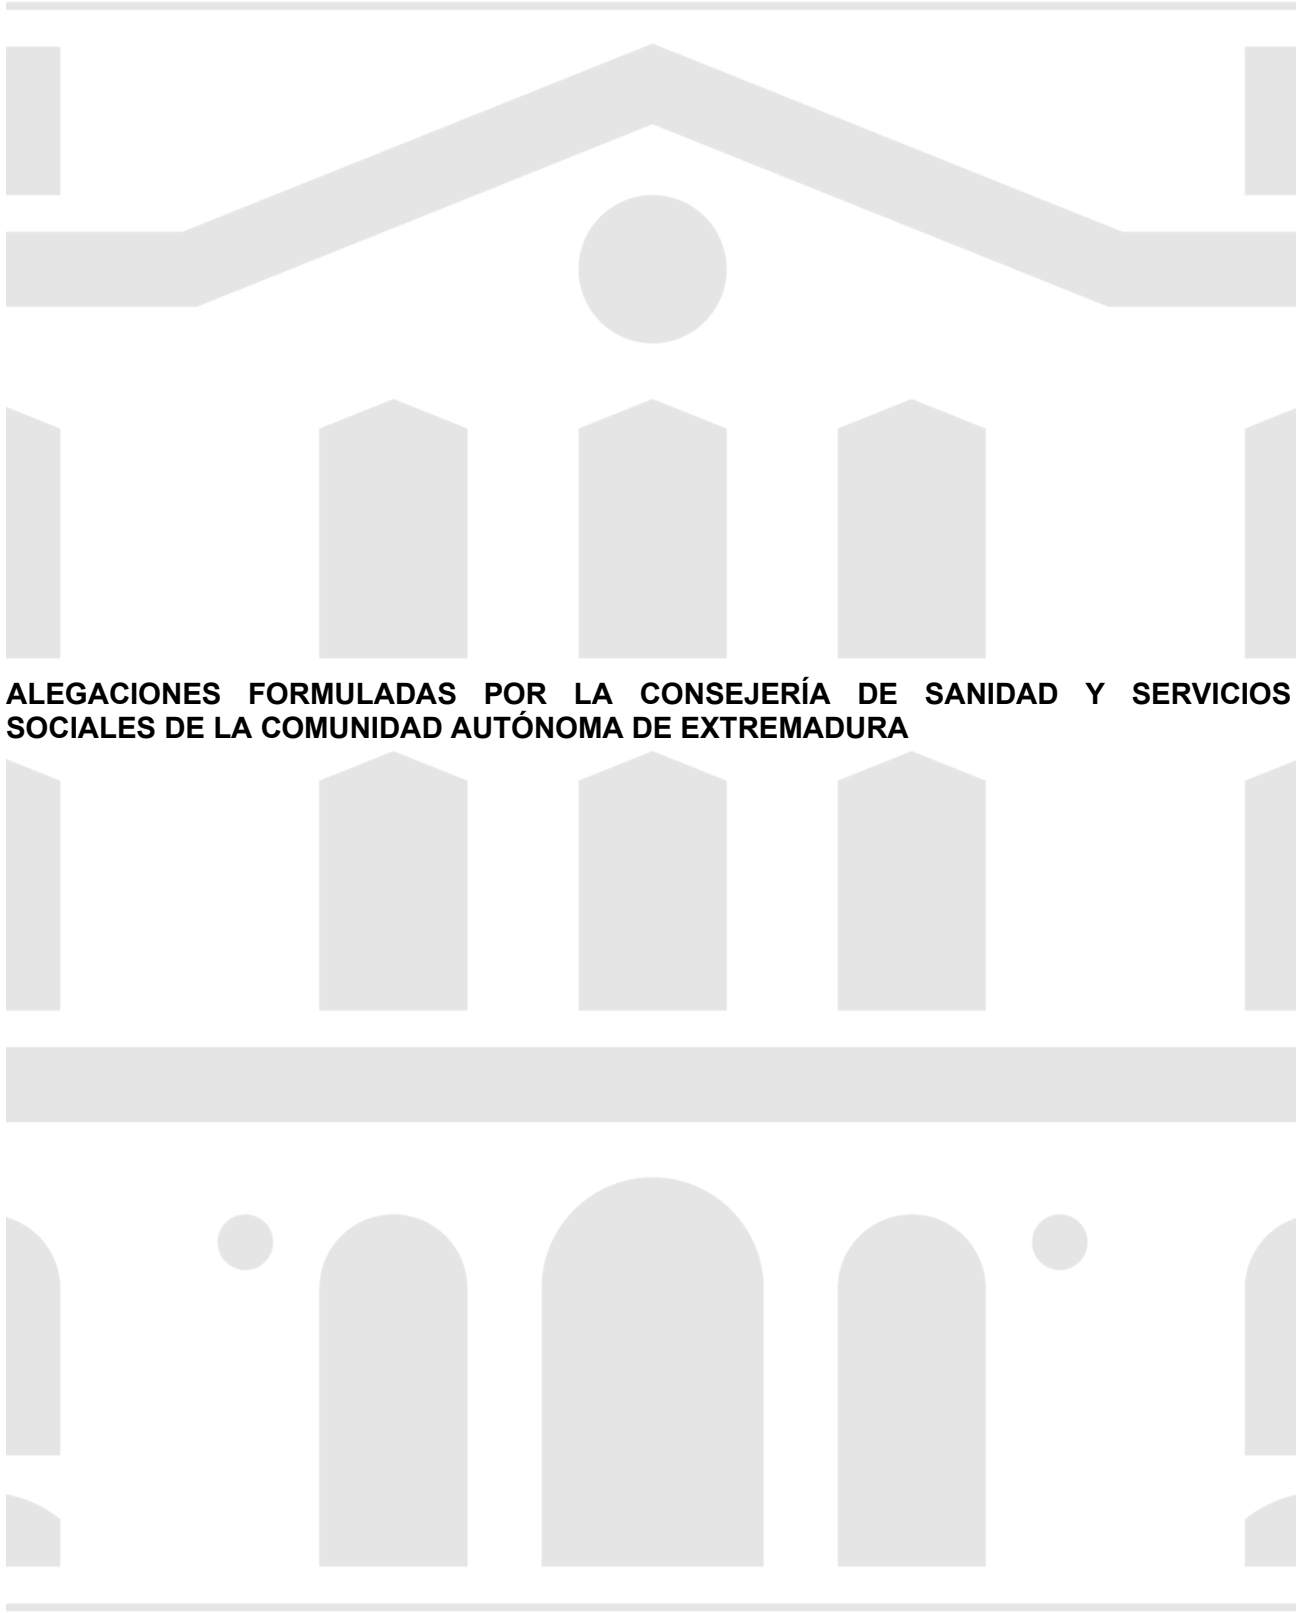 ALEGACIONES FORMULADAS POR LA CONSEJERÍA DE SANIDAD Y SERVICIOS
SOCIALES DE LA COMUNIDAD AUTÓNOMA DE EXTREMADURA